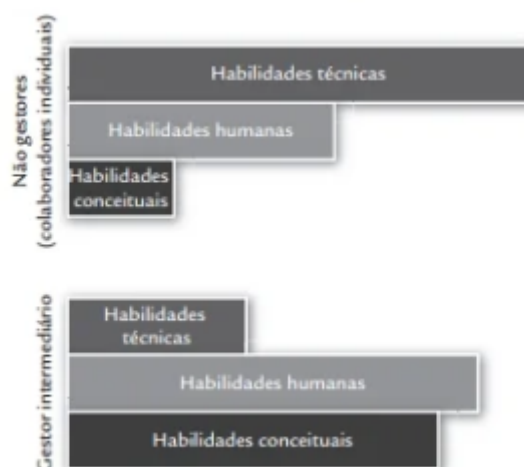 Não gestores
(colaboradores individuais)
Habilidades técnicas
Habilidades humanas
Habilidades
conceituais
Gestor intermediário
Habilidades
técnicas
Habilidades humanas
Habilidades conceituais